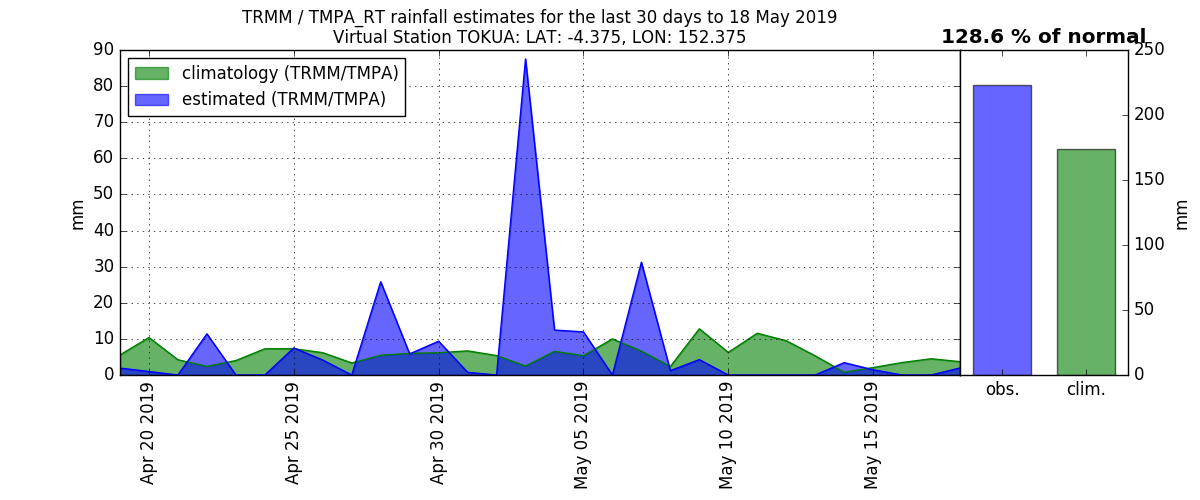 TRMM / TMPA_RT rainfall estimates for the last 30 days to 18 May 2019
Virtual Station TOKUA: LAT: -4.375, LON: 152.375
128.6 % of normal
climatology (TRMM/TMPA)
estimated (TRMM/TMPA)
90
80
70
60
50
40
30
20
10
0
mm
Apr 20 2019
Apr 25 2019
Apr 30 2019
May 05 2019
May 10 2019
May 15 2019
obs.
clim.
250
200
150
100
50
0
mm